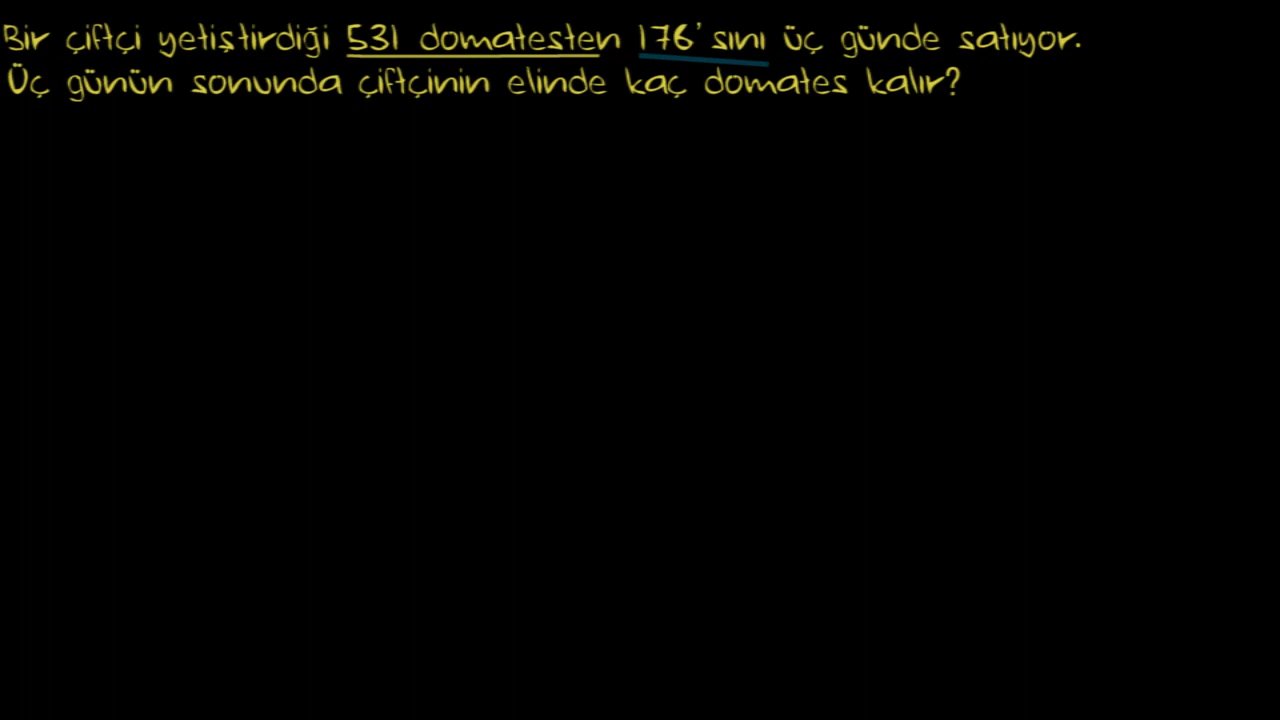 Bir çiftçi yetiştirdiği 531 domatesten 176'sını üç günde satıyor.
Üç günün sonunda çiftçinin elinde kaç domates kalır?